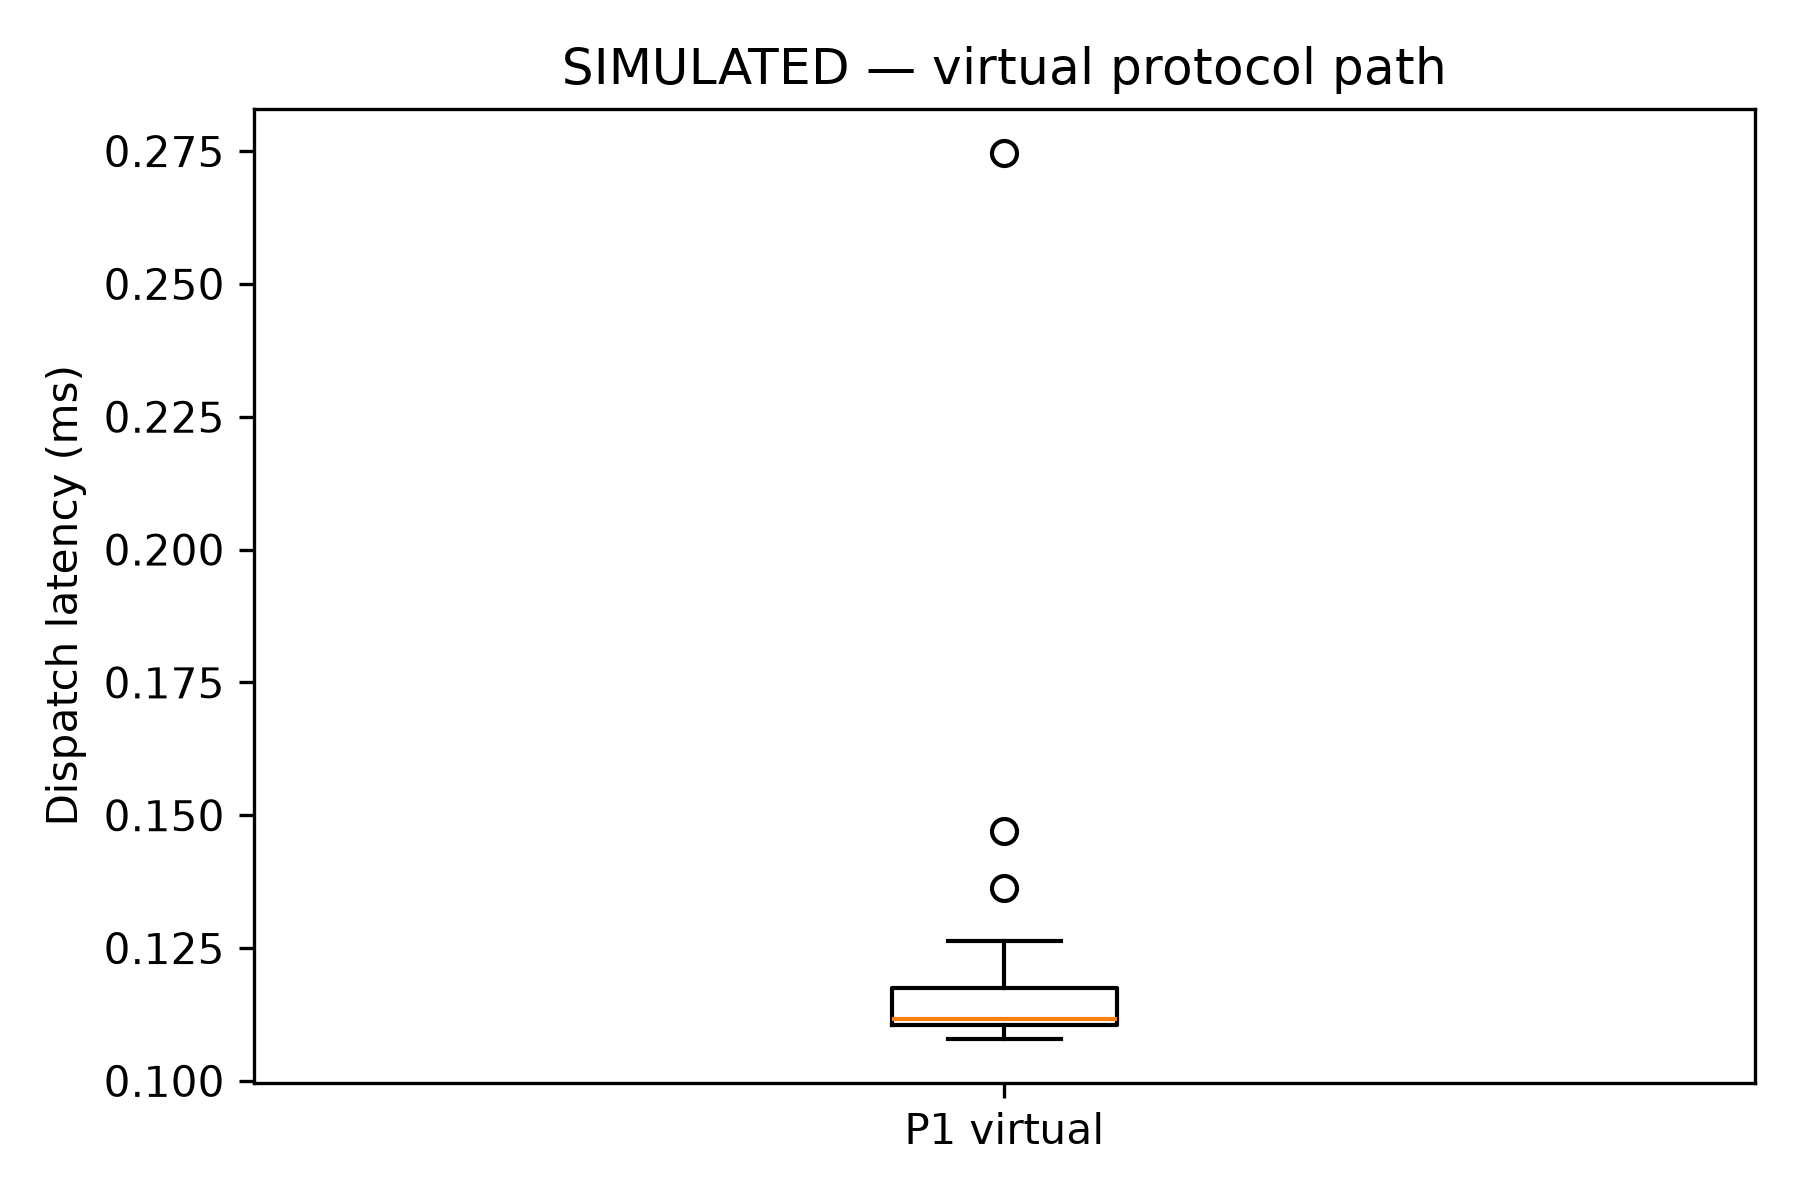 SIMULATED — virtual protocol path
0.275
0.250
0.225
0.200
0.175
0.150
0.125
0.100
Dispatch latency (ms)
P1 virtual